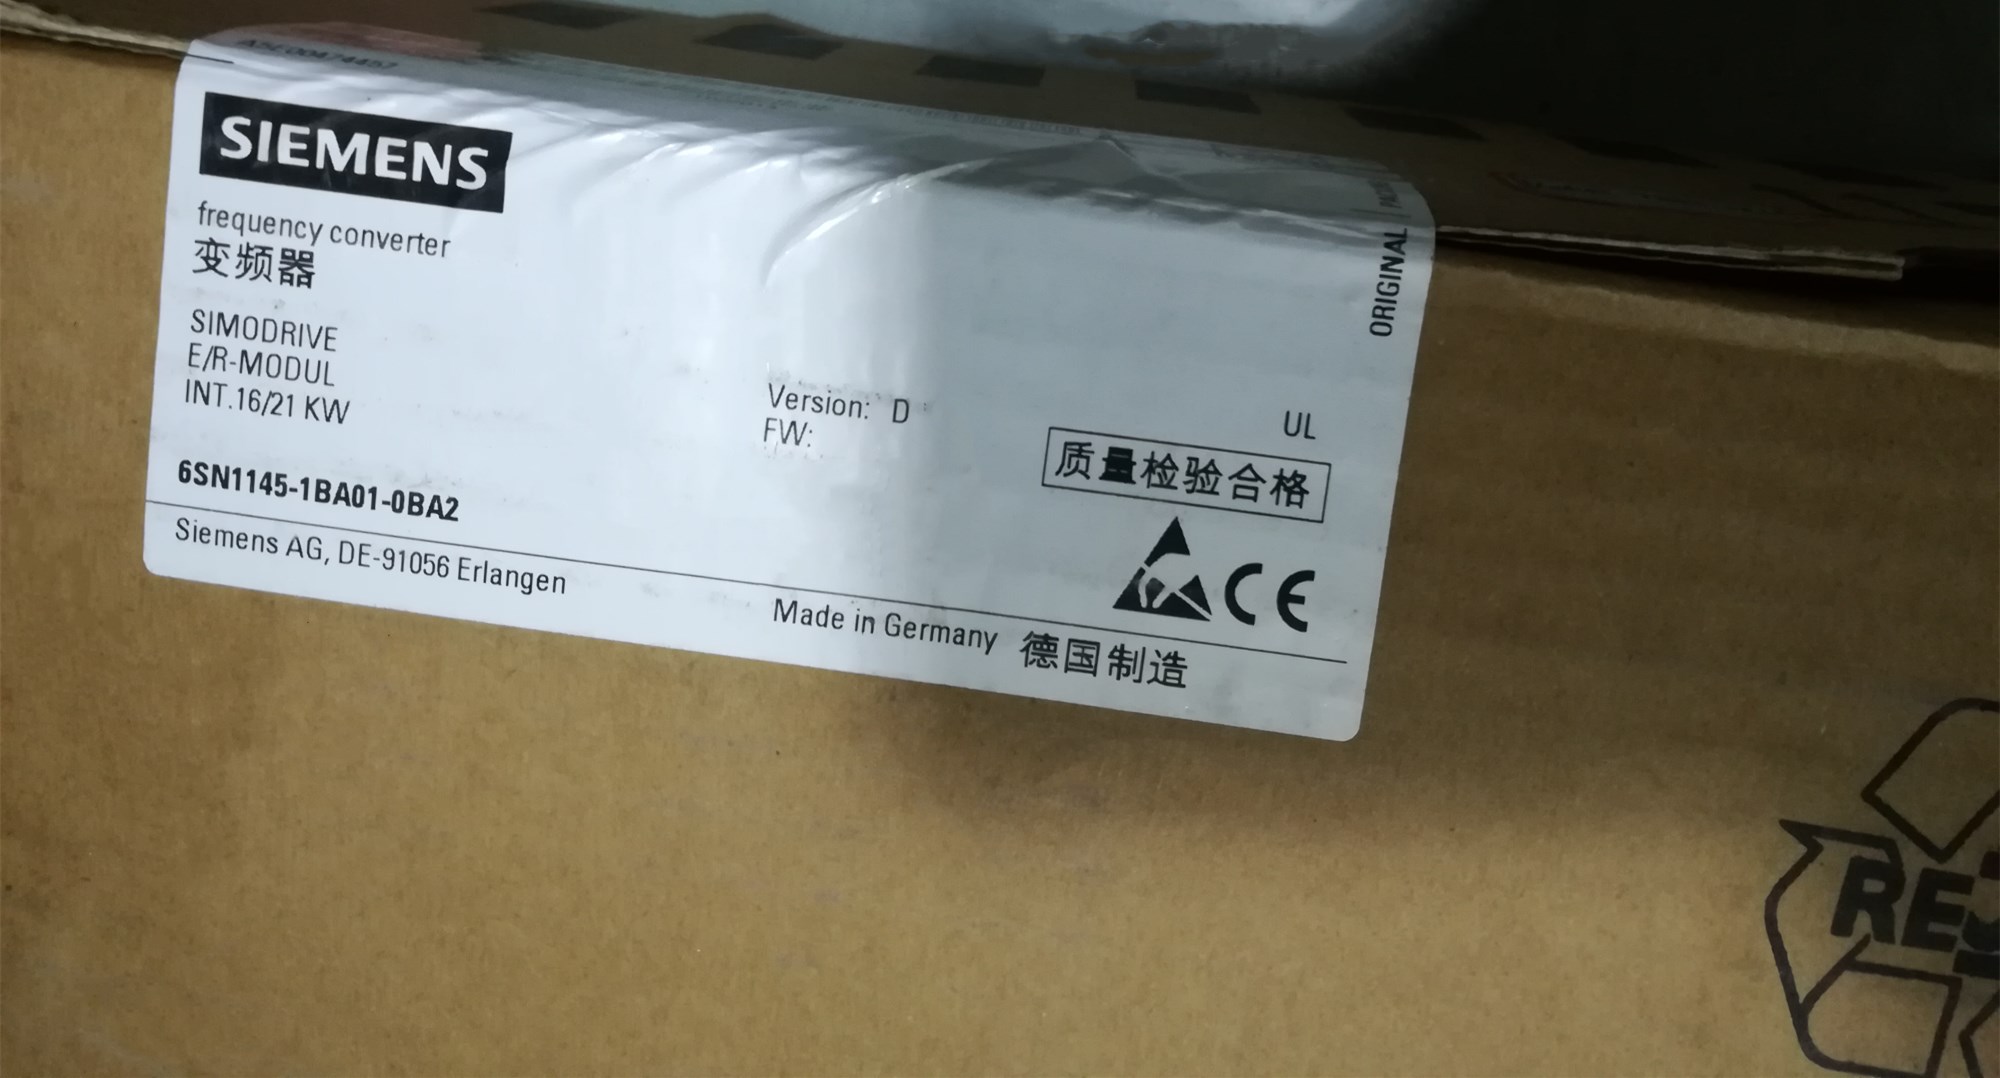 SIEMENS
frequency converter
变频器
SIMODRIVE
E/R-MODUL
INT.16/21 KW
6SN1145-1BA01-0BA2
Version: D
FW:
UL
质量检验合格
CE
ORIGINAL
Siemens AG, DE-91056 Erlangen
Made in Germany 德国制造